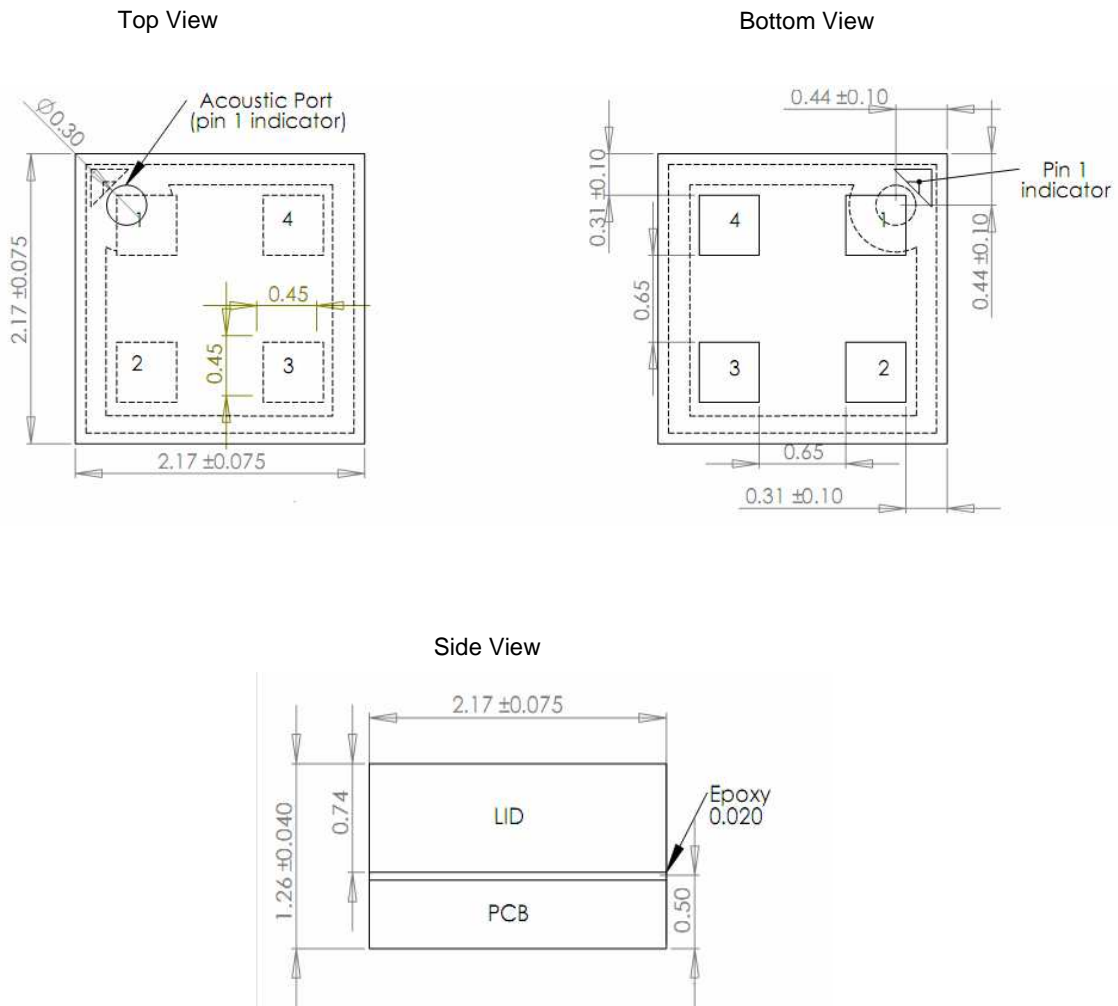 Top View
Bottom View
Ø0.30
Acoustic Port
(pin 1 indicator)
1
4
2
3
2.17 ±0.075
0.45
0.45
2.17 ±0.075
0.44 ±0.10
0.31 ±0.10
Pin 1
indicator
0.44 ±0.10
4
1
0.65
3
2
0.65
0.31 ±0.10
Side View
2.17 ±0.075
1.26 ±0.040
0.74
LID
Epoxy
0.020
PCB
0.50